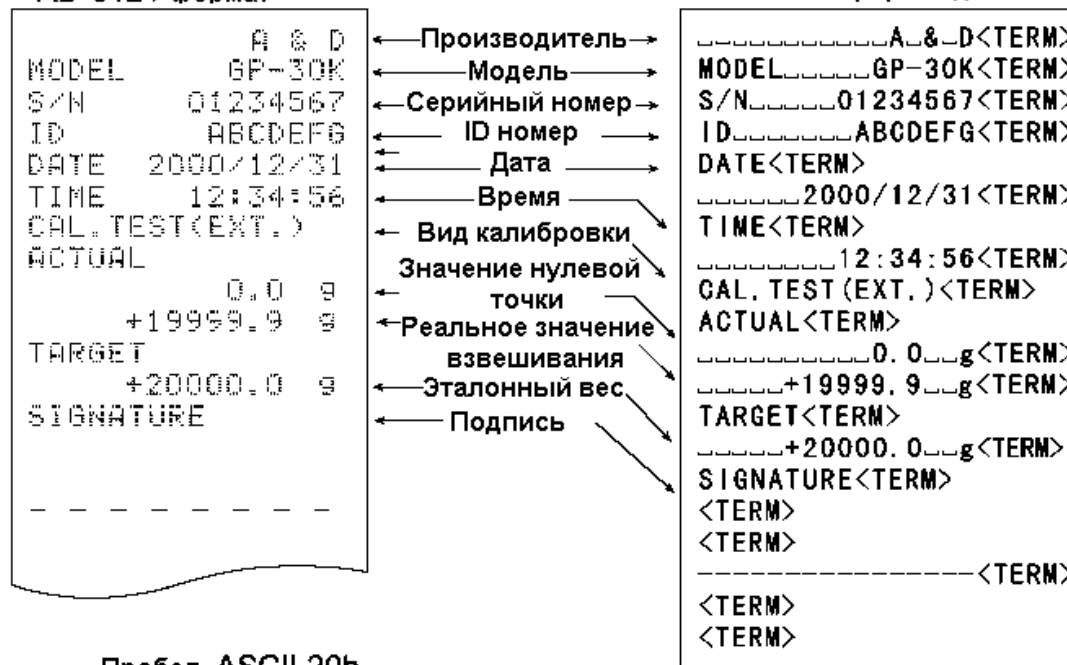 A & D
MODEL GP-30K
S/N 01234567
ID ABCDEFG
DATE 2000/12/31
TIME 12:34:56
CAL.TEST(EXT.)
ACTUAL
0.0 g
+19999.9 g
TARGET
+20000.0 g
SIGNATURE
- - - - - - - - -
Производитель
Модель
Серийный номер
ID номер
Дата
Время
Вид калибровки
Значение нулевой
точки
Реальное значение
взвешивания
Эталонный вес
Подпись
␣␣␣␣␣␣␣␣␣␣␣A␣&␣D<TERM>
MODEL␣␣␣␣␣GP-30K<TERM>
S/N␣␣␣␣␣01234567<TERM>
ID␣␣␣␣␣␣␣ABCDEFG<TERM>
DATE<TERM>
␣␣␣␣␣␣2000/12/31<TERM>
TIME<TERM>
␣␣␣␣␣␣␣␣12:34:56<TERM>
CAL.TEST(EXT.)<TERM>
ACTUAL<TERM>
␣␣␣␣␣␣␣␣␣␣0.0␣␣g<TERM>
␣␣␣␣␣+19999.9␣␣g<TERM>
TARGET<TERM>
␣␣␣␣␣+20000.0␣␣g<TERM>
SIGNATURE<TERM>
<TERM>
<TERM>
----------------<TERM>
<TERM>
<TERM>